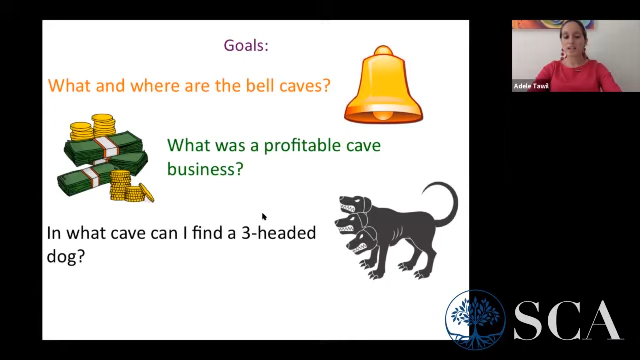 Goals:
What and where are the bell caves?
Adele Tawil
What was a profitable cave
business?
In what cave can I find a 3-headed
dog?
SCA